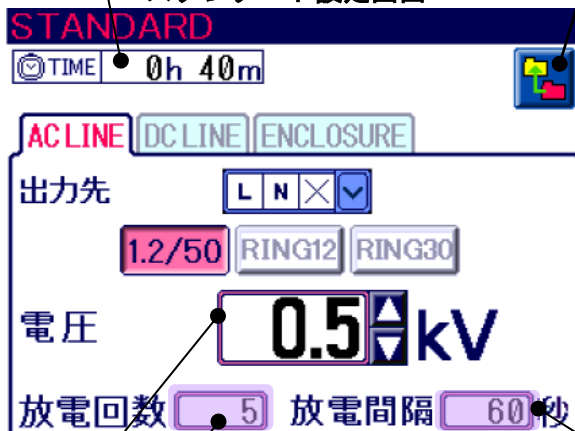 STANDARD
TIME 0h 40m
AC LINE DC LINE ENCLOSURE
出力先 L N
1.2/50 RING12 RING30
電圧 0.5 kV
放電回数 5 放電間隔 60 秒